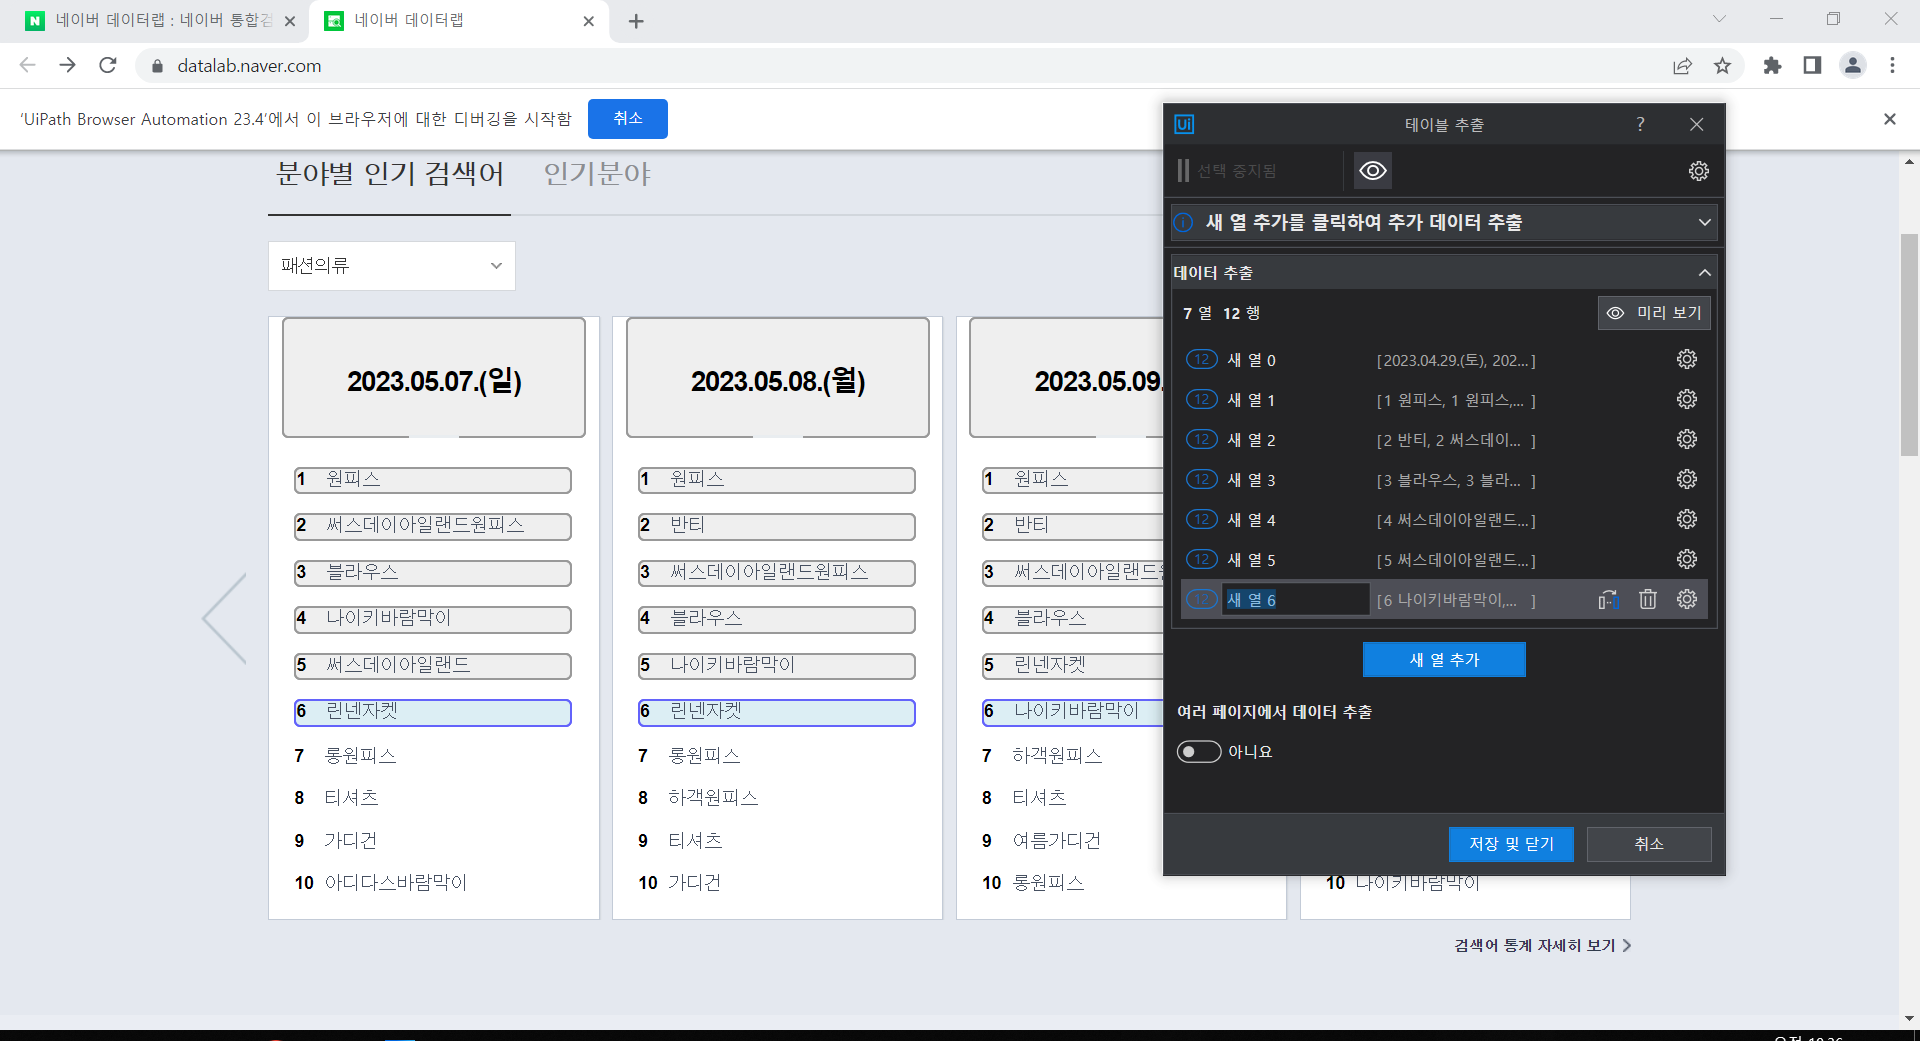 네이버 데이터랩 : 네이버 통합검
네이버 데이터랩
datalab.naver.com
'UiPath Browser Automation 23.4'에서 이 브라우저에 대한 디버깅을 시작함
취소
분야별 인기 검색어
인기분야
패션의류
2023.05.07.(일)
1 원피스
2 써스데이아일랜드원피스
3 블라우스
4 나이키바람막이
5 써스데이아일랜드
6 린넨자켓
7 롱원피스
8 티셔츠
9 가디건
10 아디다스바람막이
2023.05.08.(월)
1 원피스
2 반티
3 써스데이아일랜드원피스
4 블라우스
5 나이키바람막이
6 린넨자켓
7 롱원피스
8 하객원피스
9 티셔츠
10 가디건
2023.05.09.
1 원피스
2 반티
3 써스데이아일랜드
4 블라우스
5 린넨자켓
6 나이키바람막이
7 하객원피스
8 티셔츠
9 여름가디건
10 롱원피스
10 나이키바람막이
검색어 통계 자세히 보기
Ui
테이블 추출
?
선택 중지됨
새 열 추가를 클릭하여 추가 데이터 추출
데이터 추출
7 열 12 행
미리 보기
12 새 열 0 [2023.04.29.(토), 202... ]
12 새 열 1 [1 원피스, 1 원피스,... ]
12 새 열 2 [2 반티, 2 써스데이... ]
12 새 열 3 [3 블라우스, 3 블라... ]
12 새 열 4 [4 써스데이아일랜드... ]
12 새 열 5 [5 써스데이아일랜드... ]
12 새 열 6 [6 나이키바람막이,... ]
새 열 추가
여러 페이지에서 데이터 추출
아니요
저장 및 닫기
취소